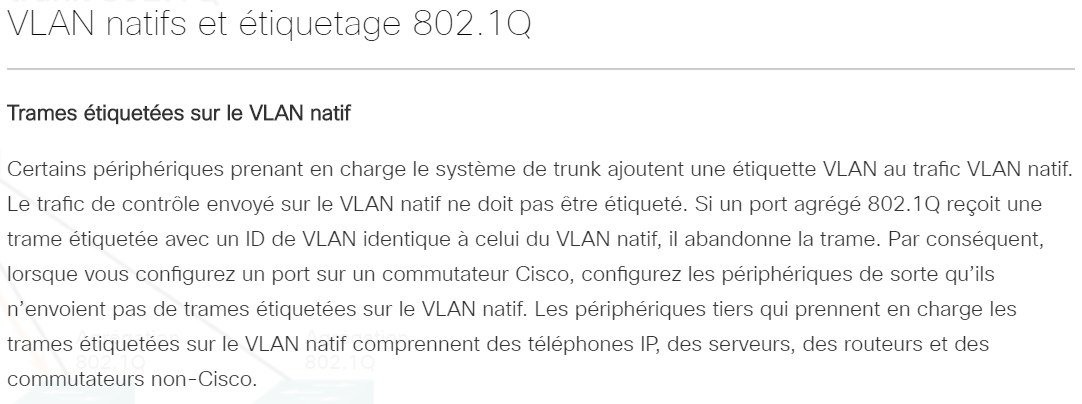 VLAN natifs et étiquetage 802.1Q
Trames étiquetées sur le VLAN natif
Certains périphériques prenant en charge le système de trunk ajoutent une étiquette VLAN au trafic VLAN natif.
Le trafic de contrôle envoyé sur le VLAN natif ne doit pas être étiqueté. Si un port agrégé 802.1Q reçoit une
trame étiquetée avec un ID de VLAN identique à celui du VLAN natif, il abandonne la trame. Par conséquent,
lorsque vous configurez un port sur un commutateur Cisco, configurez les périphériques de sorte qu’ils
n’envoient pas de trames étiquetées sur le VLAN natif. Les périphériques tiers qui prennent en charge les
trames étiquetées sur le VLAN natif comprennent des téléphones IP, des serveurs, des routeurs et des
commutateurs non-Cisco.
802.1Q 802.1Q